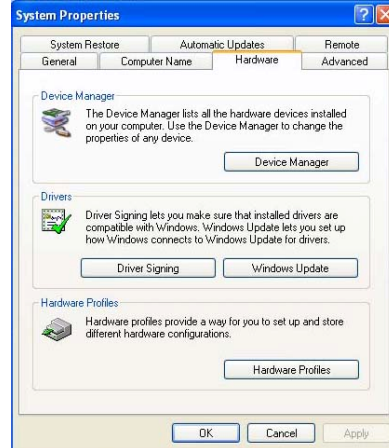 System Properties
System Restore Automatic Updates Remote
General Computer Name Hardware Advanced
Device Manager
The Device Manager lists all the hardware devices installed
on your computer. Use the Device Manager to change the
properties of any device.
Device Manager
Drivers
Driver Signing lets you make sure that installed drivers are
compatible with Windows. Windows Update lets you set up
how Windows connects to Windows Update for drivers.
Driver Signing Windows Update
Hardware Profiles
Hardware profiles provide a way for you to set up and store
different hardware configurations.
Hardware Profiles
OK Cancel Apply